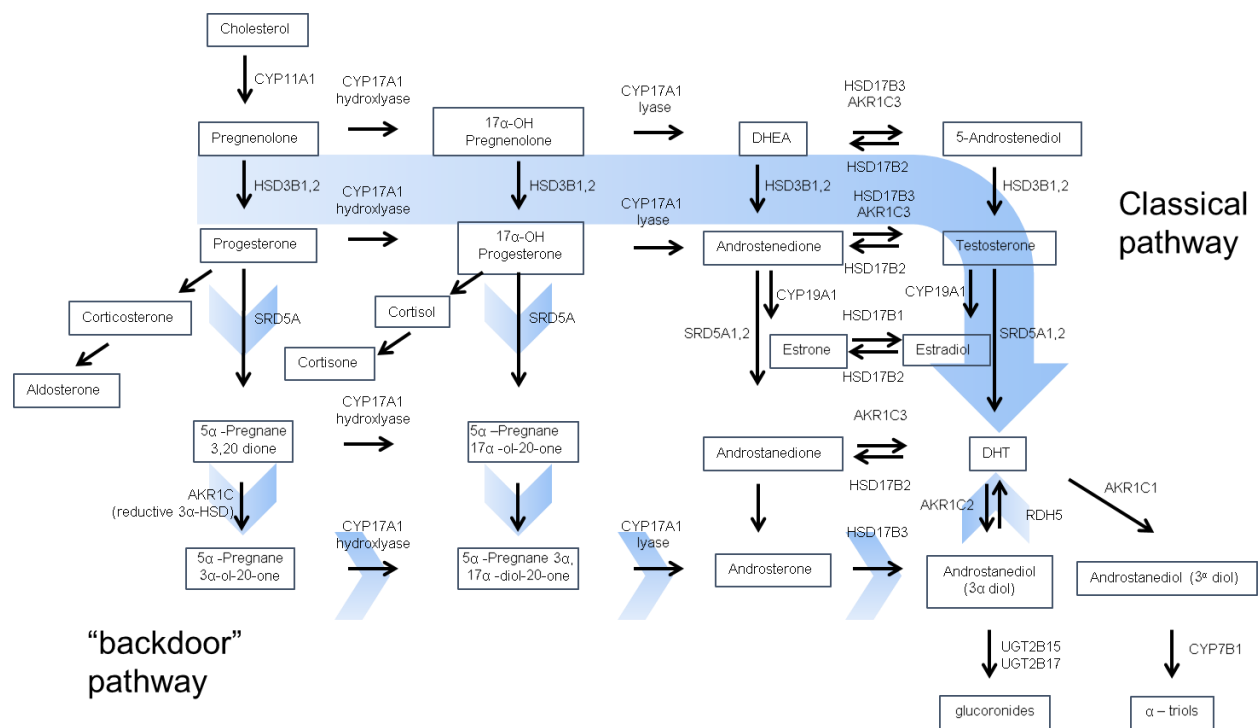 Cholesterol
CYP11A1
CYP17A1
hydroxlyase
CYP17A1
lyase
HSD17B3
AKR1C3
Pregnenolone
17α-OH
Pregnenolone
DHEA
5-Androstenediol
HSD17B2
HSD3B1,2
CYP17A1
hydroxlyase
HSD3B1,2
CYP17A1
lyase
HSD3B1,2
HSD17B3
AKR1C3
HSD3B1,2
Classical
pathway
Progesterone
17α-OH
Progesterone
Androstenedione
HSD17B2
Testosterone
Corticosterone
SRD5A
Cortisol
SRD5A
CYP19A1
CYP19A1
HSD17B1
SRD5A1,2
SRD5A1,2
Aldosterone
Cortisone
Estrone
Estradiol
HSD17B2
CYP17A1
hydroxlyase
AKR1C3
5α -Pregnane
3,20 dione
5α –Pregnane
17α -ol-20-one
Androstanedione
DHT
HSD17B2
AKR1C
(reductive 3α-HSD)
AKR1C2
RDH5
AKR1C1
CYP17A1
hydroxlyase
CYP17A1
lyase
HSD17B3
5α -Pregnane
3α-ol-20-one
5α -Pregnane 3α,
17α -diol-20-one
Androsterone
Androstanediol
(3α diol)
Androstanediol (3α diol)
“backdoor”
pathway
UGT2B15
UGT2B17
CYP7B1
glucoronides
α – triols